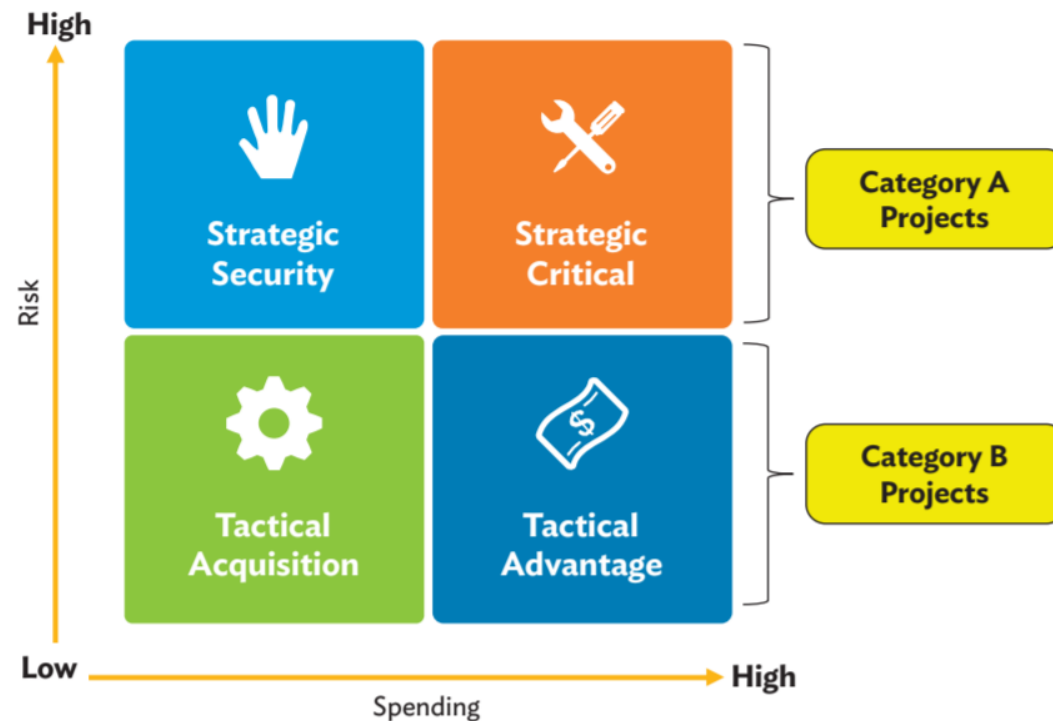 High
Strategic
Security
Strategic
Critical
Category A
Projects
Risk
Tactical
Acquisition
$
Tactical
Advantage
Category B
Projects
Low
High
Spending